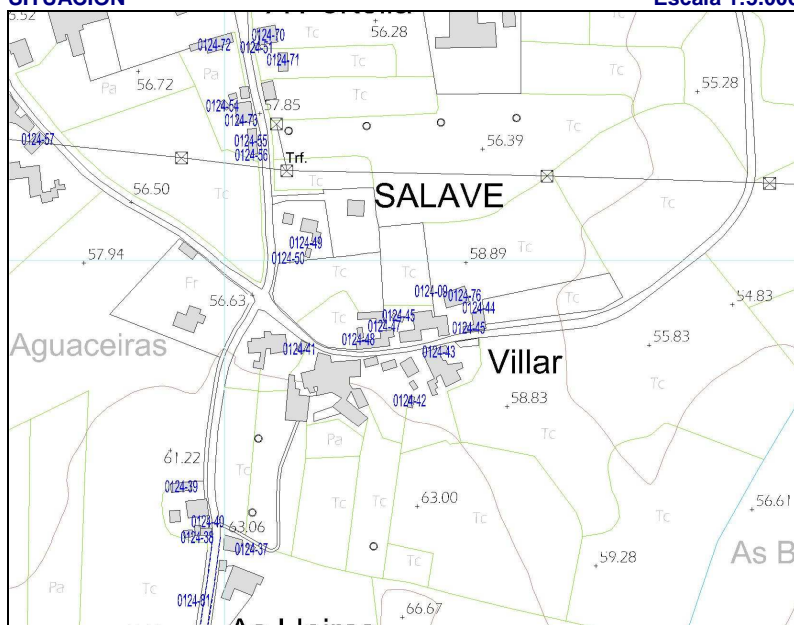 SITUACIÓN
Escala 1:5.000
56.28
0124-70
0124-72
0124-51
0124-71
Tc
Tc
56.72
Pa
Pa
55.28
0124-54
57.85
Tc
Tc
0124-73
0124-57
0124-55
56.39
Tc
0124-56
Trf.
Tc
Tc
56.50
SALAVE
Tc
0124-49
57.94
0124-50
58.89
Tc
Tc
Fr
0124-09
0124-76
56.63
0124-44
54.83
Tc
0124-45
Tc
0124-47
0124-45
0124-48
55.83
Aguaceiras
0124-41
0124-43
Villar
Tc
0124-42
58.83
Pa
Tc
61.22
Tc
0124-39
Tc
Tc
63.00
56.61
0124-49
63.06
Tc
0124-38
0124-37
59.28
As B
Pa
Tc
Tc
0124-81
66.67